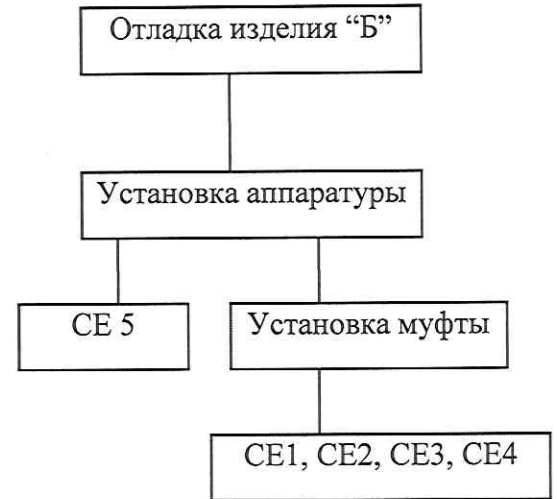 Отладка изделия “Б”
Установка аппаратуры
СЕ 5
Установка муфты
СЕ1, СЕ2, СЕ3, СЕ4